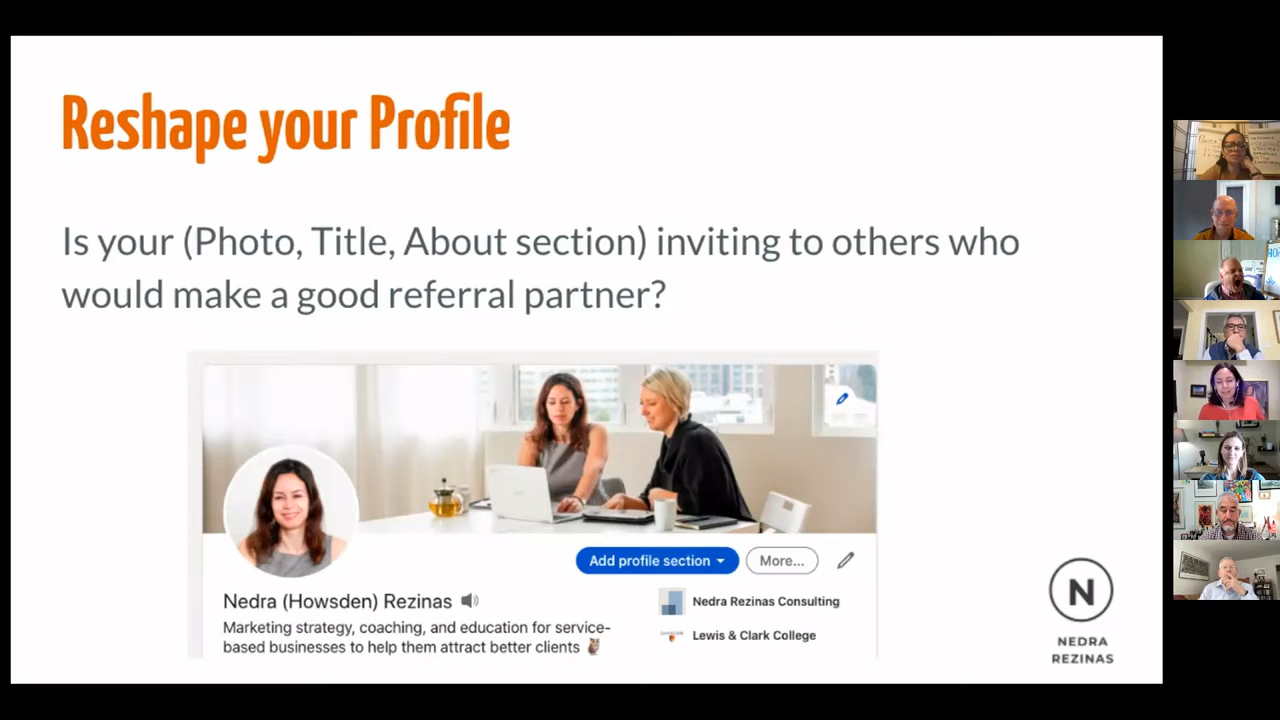 Reshape your Profile
Is your (Photo, Title, About section) inviting to others who
would make a good referral partner?
Add profile section
More...
Nedra (Howsden) Rezinas
Marketing strategy, coaching, and education for service-
based businesses to help them attract better clients
Nedra Rezinas Consulting
Lewis & Clark College
N
NEDRA
REZINAS